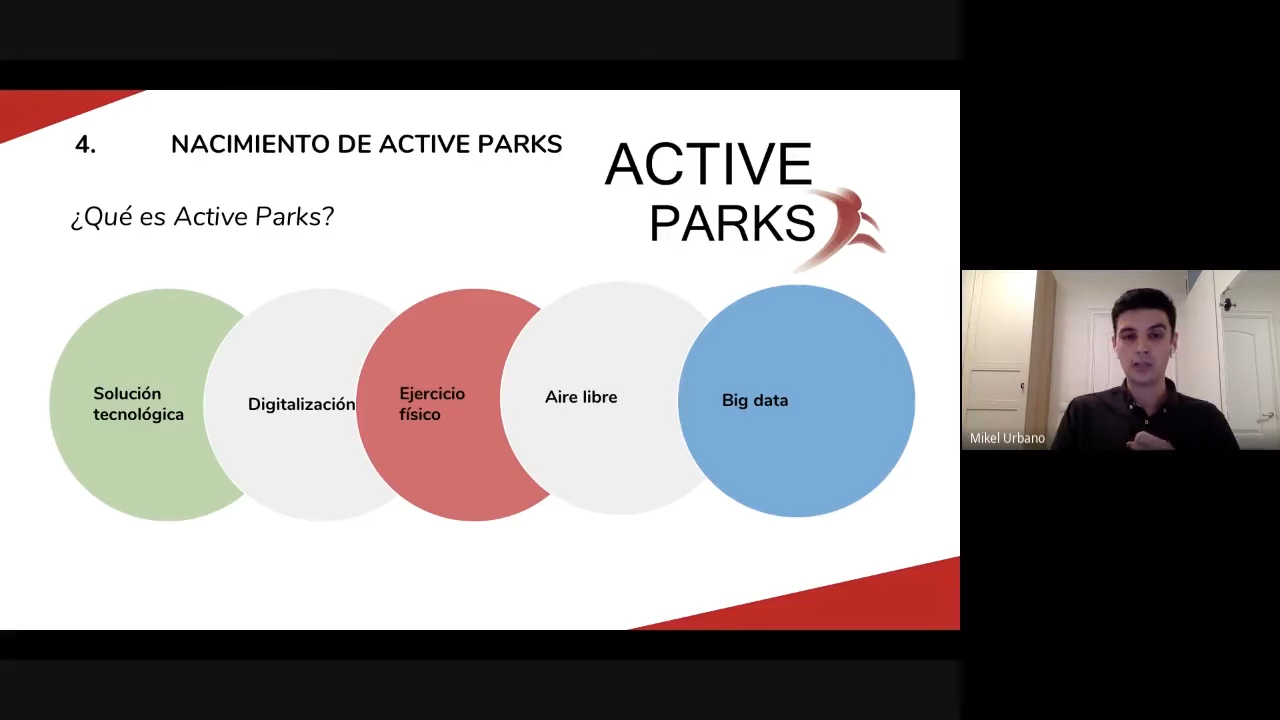 4. NACIMIENTO DE ACTIVE PARKS
ACTIVE
PARKS
¿Qué es Active Parks?
Solución
tecnológica
Digitalización
Ejercicio
físico
Aire libre
Big data
Mikel Urbano